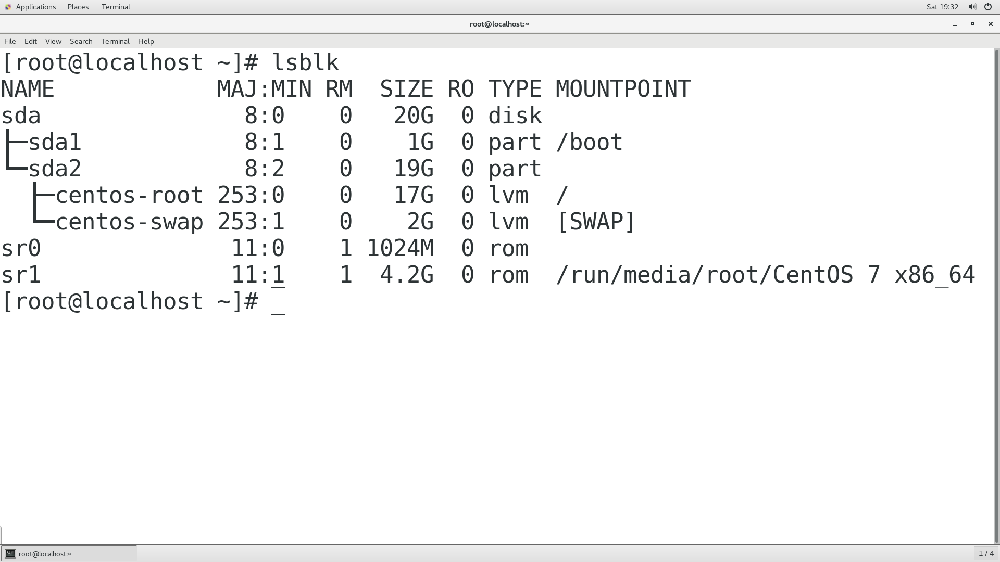 Applications Places Terminal Sat 19:32
root@localhost:~
File Edit View Search Terminal Help
[root@localhost ~]# lsblk
NAME            MAJ:MIN RM  SIZE RO TYPE MOUNTPOINT
sda               8:0    0   20G  0 disk
├─sda1            8:1    0    1G  0 part /boot
└─sda2            8:2    0   19G  0 part
  ├─centos-root 253:0    0   17G  0 lvm  /
  └─centos-swap 253:1    0    2G  0 lvm  [SWAP]
sr0              11:0    1 1024M  0 rom
sr1              11:1    1  4.2G  0 rom  /run/media/root/CentOS 7 x86_64
[root@localhost ~]#
root@localhost:~ 1 / 4